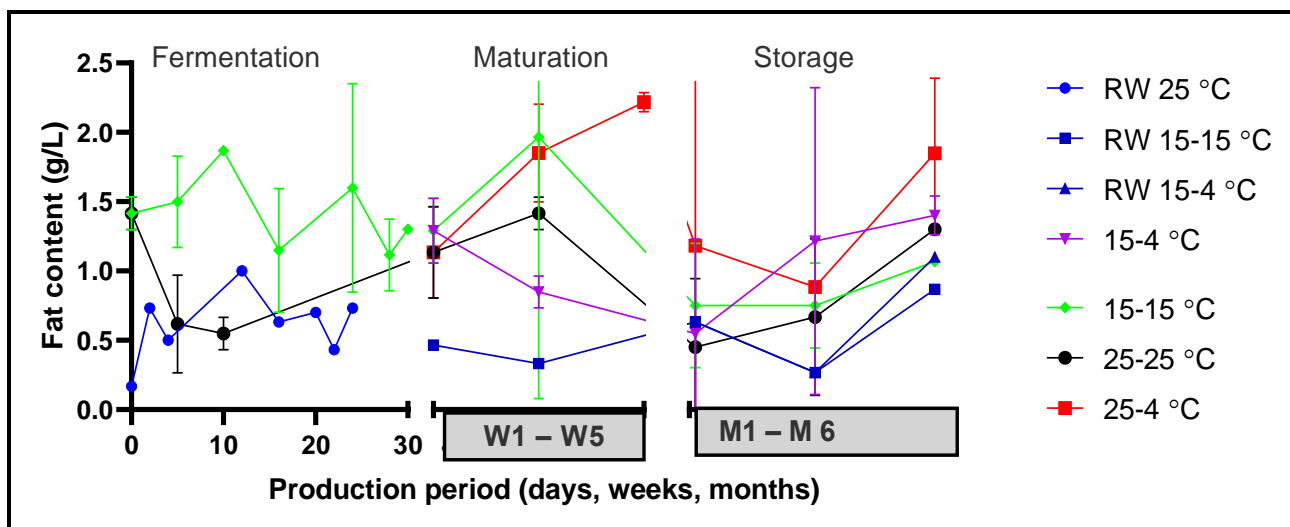 Fermentation Maturation Storage
Fat content (g/L)
2.5
2.0
1.5
1.0
0.5
0.0
0 10 20 30
W1 – W5
M1 – M 6
Production period (days, weeks, months)
RW 25 °C
RW 15-15 °C
RW 15-4 °C
15-4 °C
15-15 °C
25-25 °C
25-4 °C